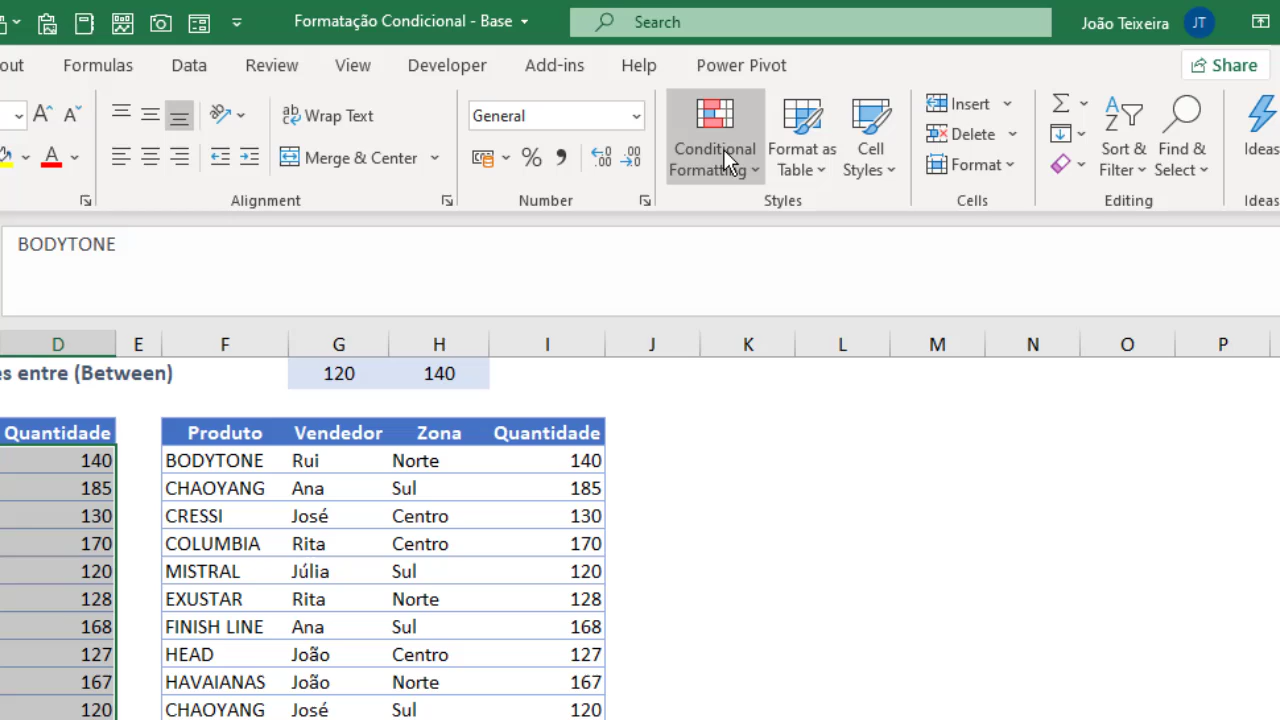 Formatação Condicional - Base
Search
João Teixeira
JT
out
Formulas
Data
Review
View
Developer
Add-ins
Help
Power Pivot
Share
Wrap Text
General
Conditional
Formatting
Format as
Table
Cell
Styles
Insert
Delete
Format
Sort &
Filter
Find &
Select
Ideas
Merge & Center
Alignment
Number
Styles
Cells
Editing
Ideas
BODYTONE
D E F G H I J K L M N O P
es entre (Between) 120 140
Quantidade Produto Vendedor Zona Quantidade
140 BODYTONE Rui Norte 140
185 CHAOYANG Ana Sul 185
130 CRESSI José Centro 130
170 COLUMBIA Rita Centro 170
120 MISTRAL Júlia Sul 120
128 EXUSTAR Rita Norte 128
168 FINISH LINE Ana Sul 168
127 HEAD João Centro 127
167 HAVAIANAS João Norte 167
120 CHAOYANG José Sul 120